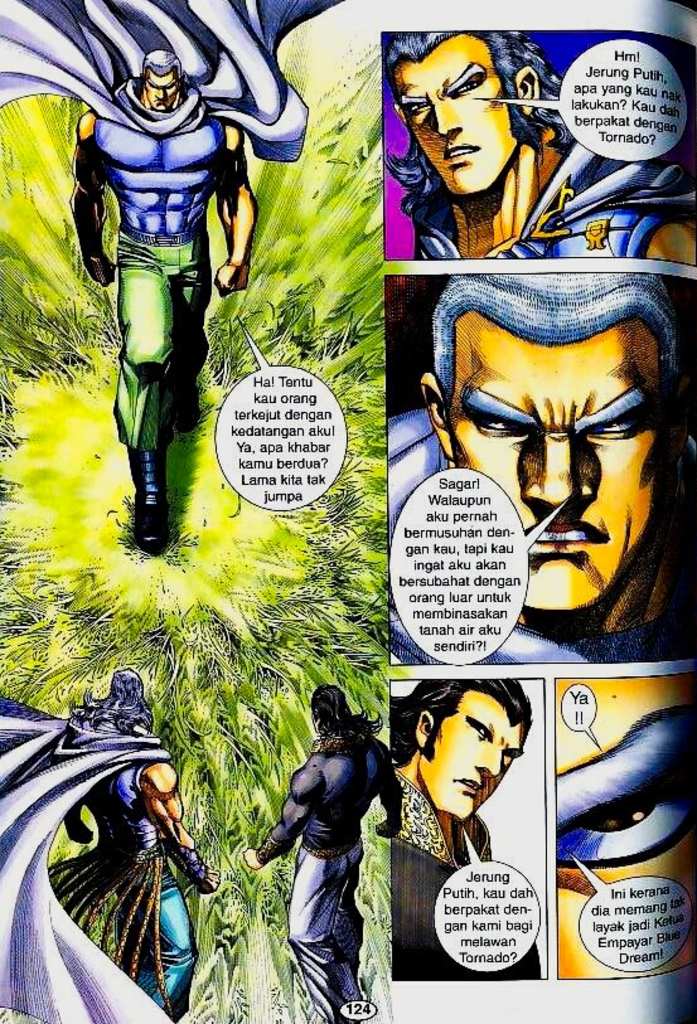 Ha! Tentu
kau orang
terkejut dengan
kedatangan aku!
Ya, apa khabar
kamu berdua?
Lama kita tak
jumpa
Hm!
Jerung Putih,
apa yang kau nak
lakukan? Kau dah
berpakat dengan
Tornado?
Sagar!
Walaupun
aku pernah
bermusuhan den-
gan kau, tapi kau
ingat aku akan
bersubahat dengan
orang luar untuk
membinasakan
tanah air aku
sendiri?!
Jerung
Putih, kau dah
berpakat den-
gan kami bagi
melawan
Tornado?
Ya
!!
Ini kerana
dia memang tak
layak jadi Ketua
Empayar Blue
Dream!
124